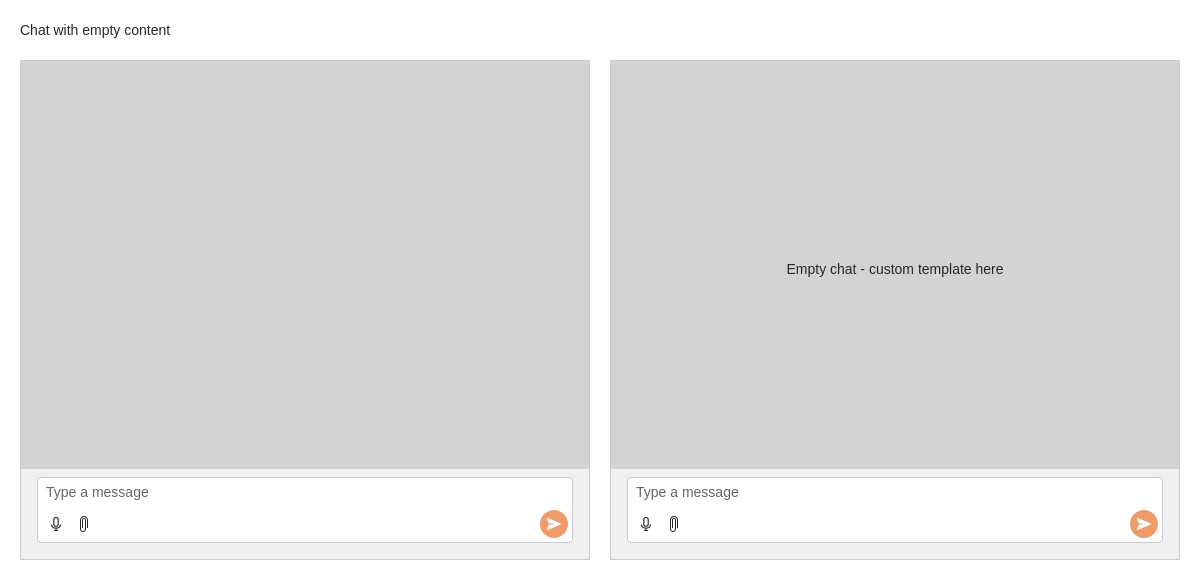 Chat with empty content
Empty chat - custom template here
Type a message
Type a message